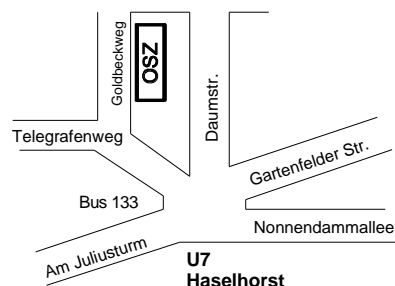 Goldbeckweg
OSZ
Daumstr.
Telegrafenweg
Gartenfelder Str.
Bus 133
Nonnendammallee
Am Juliusturm
U7
Haselhorst